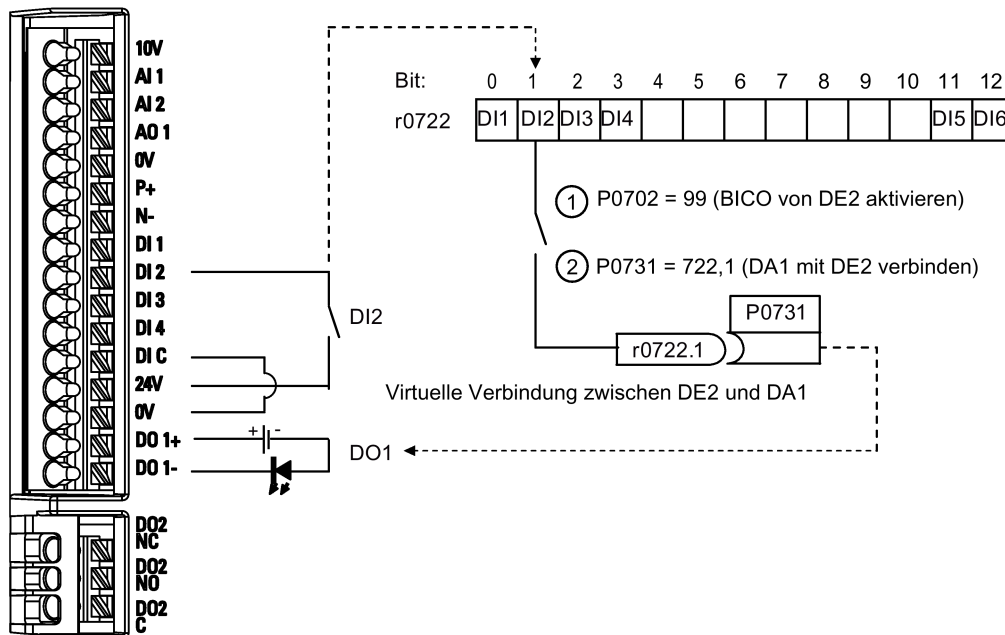 10V
AI 1
AI 2
AO 1
0V
P+
N-
DI 1
DI 2
DI 3
DI 4
DI C
24V
0V
DO 1+
DO 1-
DO2
NC
DO2
NO
DO2
C
DI2
+ -
DO1
Bit: 0 1 2 3 4 5 6 7 8 9 10 11 12
r0722 DI1 DI2 DI3 DI4 DI5 DI6
1 P0702 = 99 (BICO von DE2 aktivieren)
2 P0731 = 722,1 (DA1 mit DE2 verbinden)
P0731
r0722.1
Virtuelle Verbindung zwischen DE2 und DA1